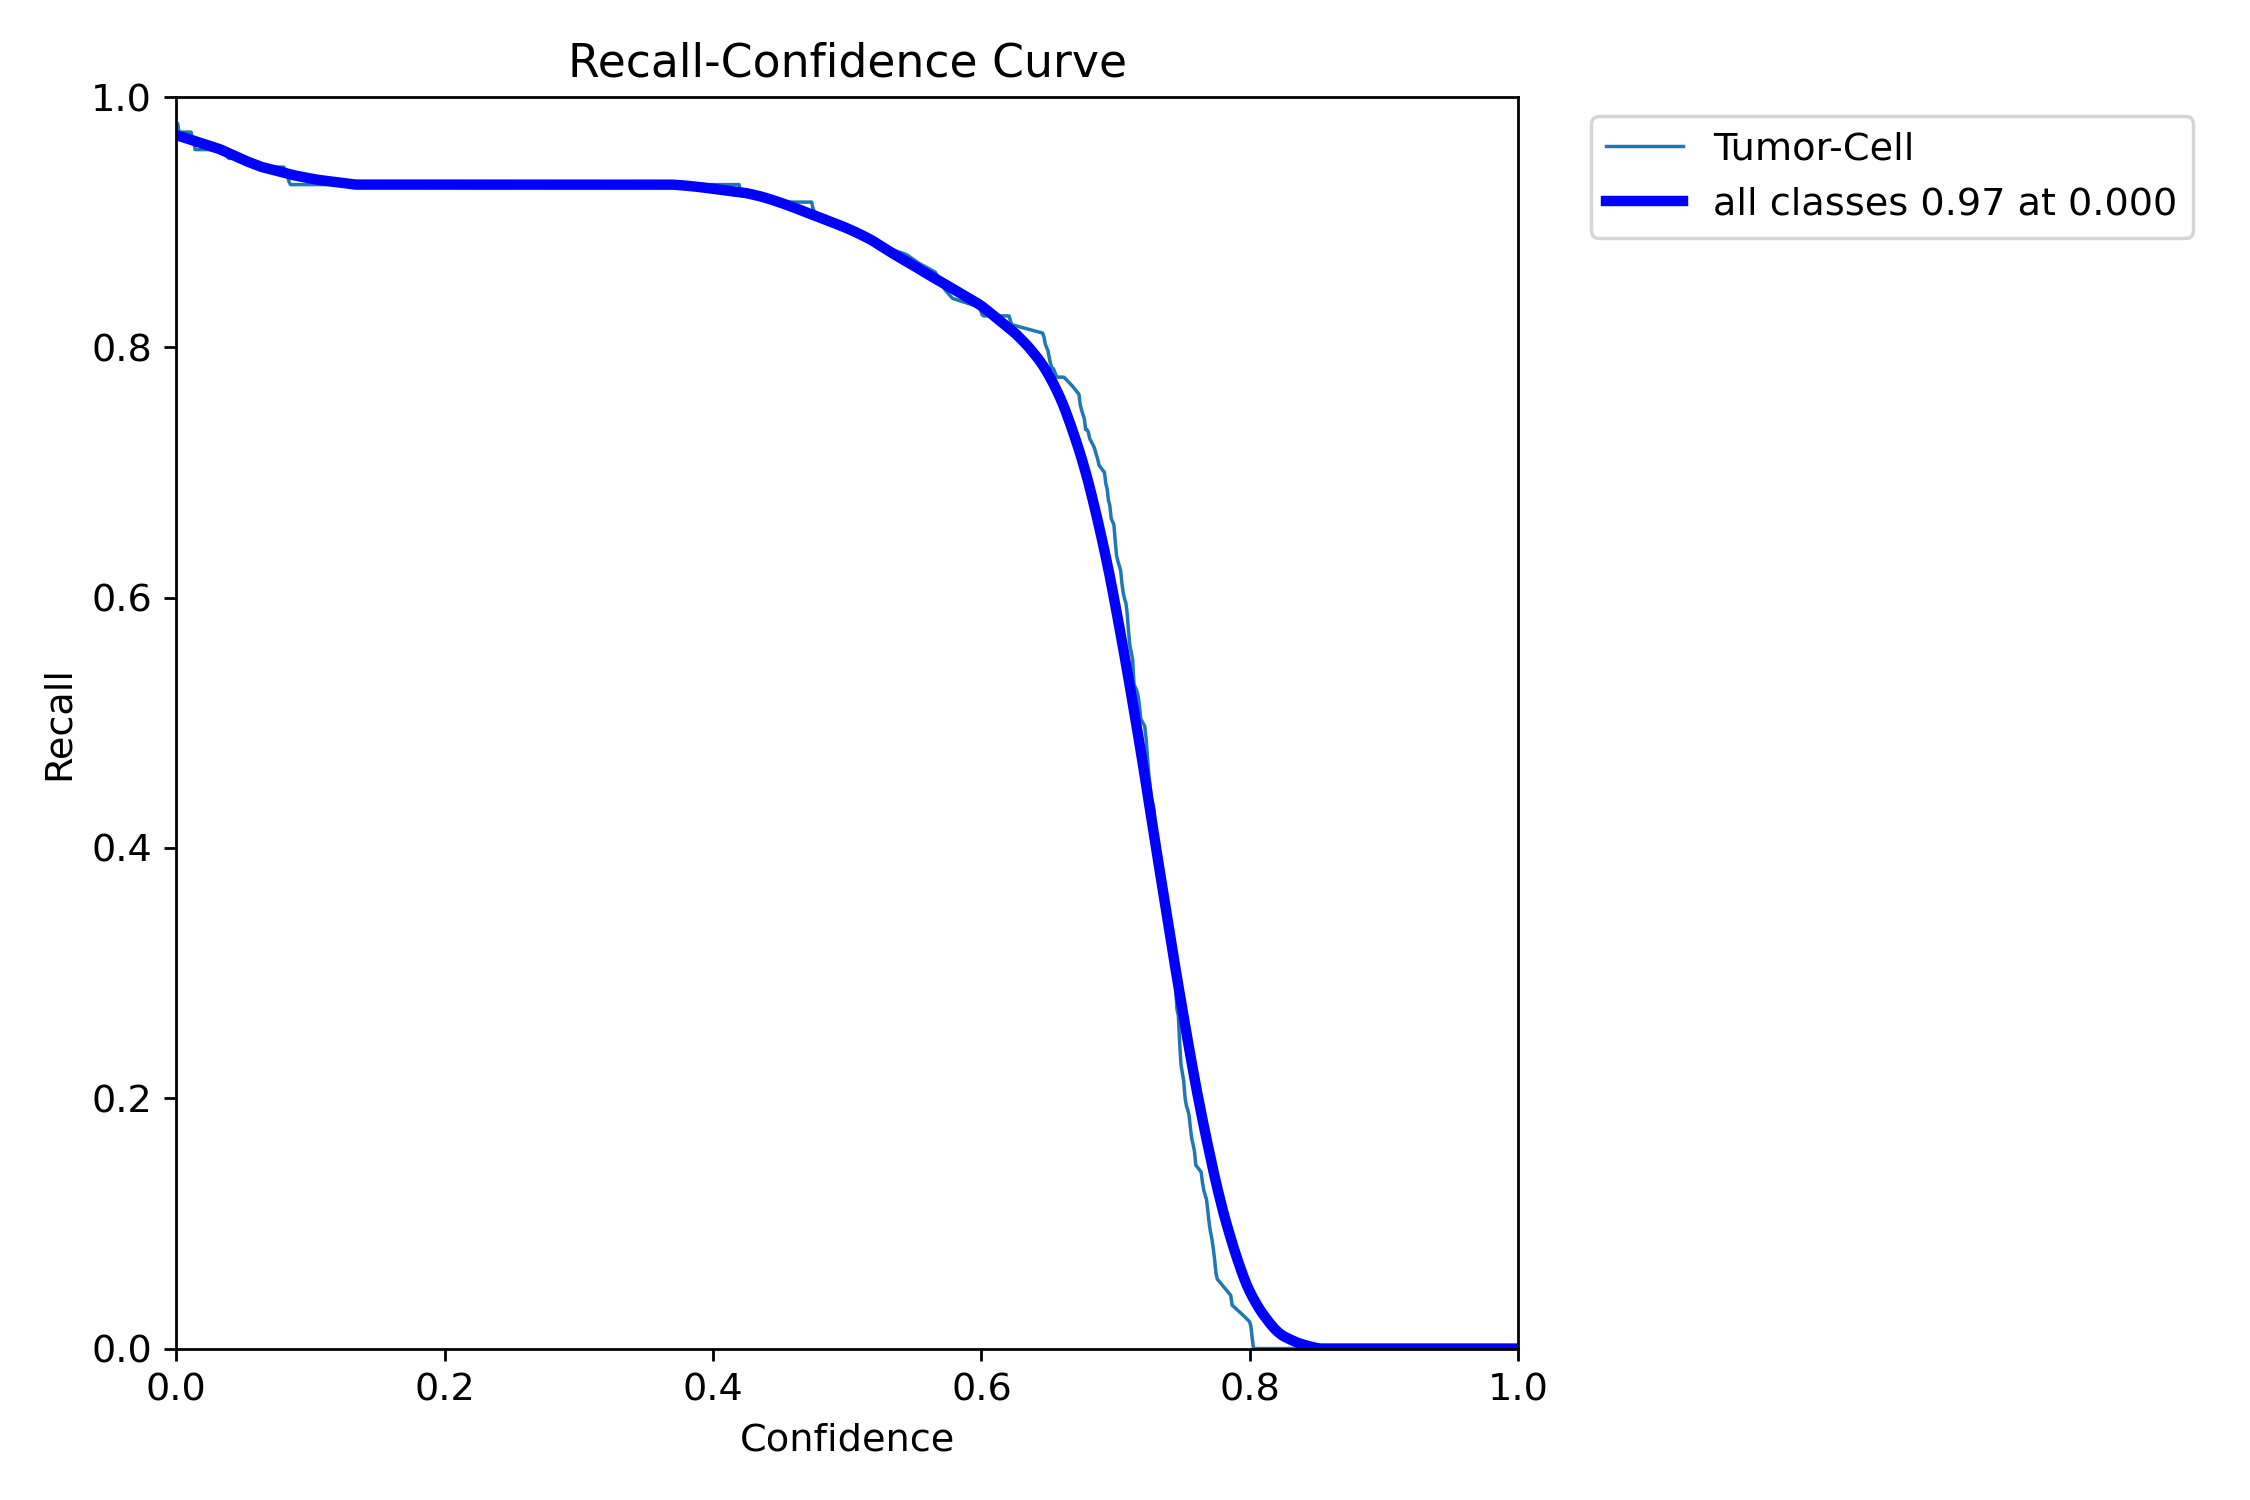 Recall-Confidence Curve
1.0
0.8
0.6
0.4
0.2
0.0
Recall
0.0 0.2 0.4 0.6 0.8 1.0
Confidence
Tumor-Cell
all classes 0.97 at 0.000